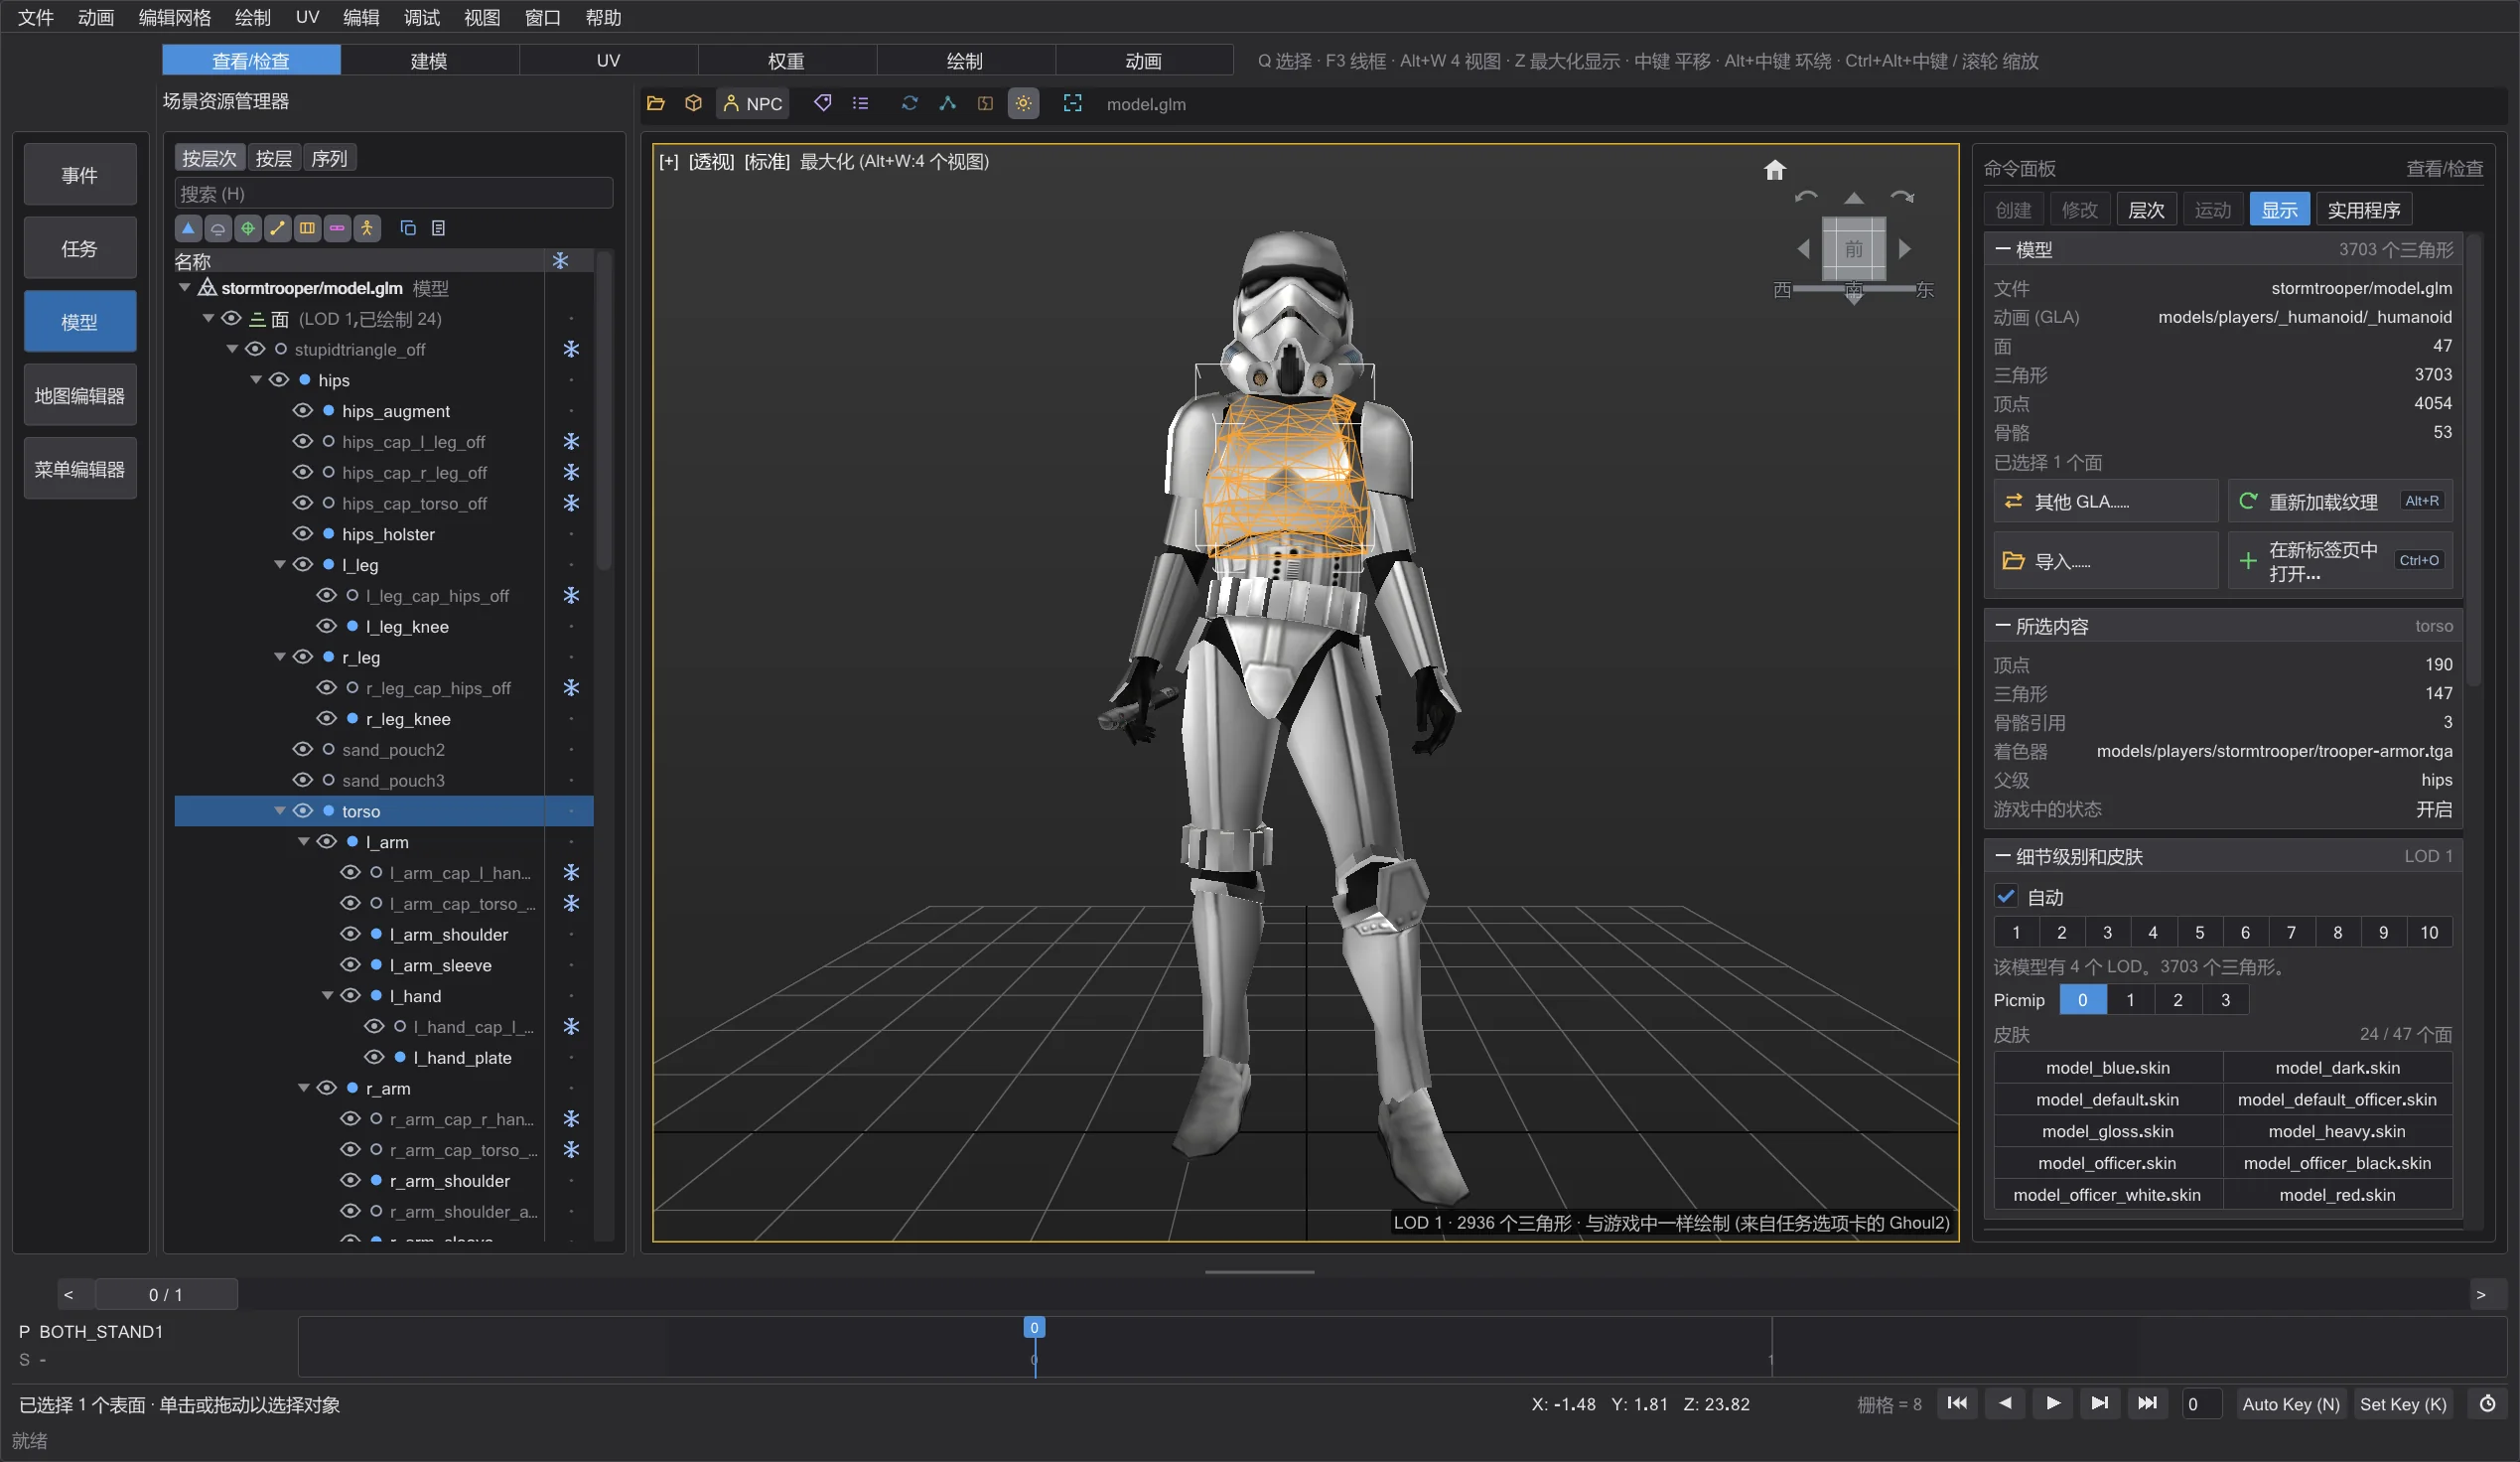 文件 动画 编辑网格 绘制 UV 编辑 调试 视图 窗口 帮助
查看/检查 建模 UV 权重 绘制 动画 Q 选择 · F3 线框 · Alt+W 4 视图 · Z 最大化显示 · 中键 平移 · Alt+中键 环绕 · Ctrl+Alt+中键 / 滚轮 缩放
场景资源管理器
NPC model.glm
事件
任务
模型
地图编辑器
菜单编辑器
按层次 按层 序列
搜索 (H)
名称
stormtrooper/model.glm 模型
面 (LOD 1,已绘制 24)
stupidtriangle_off
hips
hips_augment
hips_cap_l_leg_off
hips_cap_r_leg_off
hips_cap_torso_off
hips_holster
l_leg
l_leg_cap_hips_off
l_leg_knee
r_leg
r_leg_cap_hips_off
r_leg_knee
sand_pouch2
sand_pouch3
torso
l_arm
l_arm_cap_l_han...
l_arm_cap_torso_...
l_arm_shoulder
l_arm_sleeve
l_hand
l_hand_cap_l_...
l_hand_plate
r_arm
r_arm_cap_r_han...
r_arm_cap_torso_...
r_arm_shoulder
r_arm_shoulder_a...
[+] [透视] [标准] 最大化 (Alt+W:4 个视图)
前
西 南 东
LOD 1 · 2936 个三角形 · 与游戏中一样绘制 (来自任务选项卡的 Ghoul2)
命令面板 查看/检查
创建 修改 层次 运动 显示 实用程序
模型 3703 个三角形
文件 stormtrooper/model.glm
动画 (GLA) models/players/_humanoid/_humanoid
面 47
三角形 3703
顶点 4054
骨骼 53
已选择 1 个面
其他 GLA...... 重新加载纹理 Alt+R
导入...... 在新标签页中打开... Ctrl+O
所选内容 torso
顶点 190
三角形 147
骨骼引用 3
着色器 models/players/stormtrooper/trooper-armor.tga
父级 hips
游戏中的状态 开启
细节级别和皮肤 LOD 1
自动
1 2 3 4 5 6 7 8 9 10
该模型有 4 个 LOD。3703 个三角形。
Picmip 0 1 2 3
皮肤 24 / 47 个面
model_blue.skin model_dark.skin
model_default.skin model_default_officer.skin
model_gloss.skin model_heavy.skin
model_officer.skin model_officer_black.skin
model_officer_white.skin model_red.skin
< 0 / 1 >
P BOTH_STAND1
S -
0
0 1
已选择 1 个表面 · 单击或拖动以选择对象 X: -1.48 Y: 1.81 Z: 23.82 栅格 = 8 0 Auto Key (N) Set Key (K)
就绪